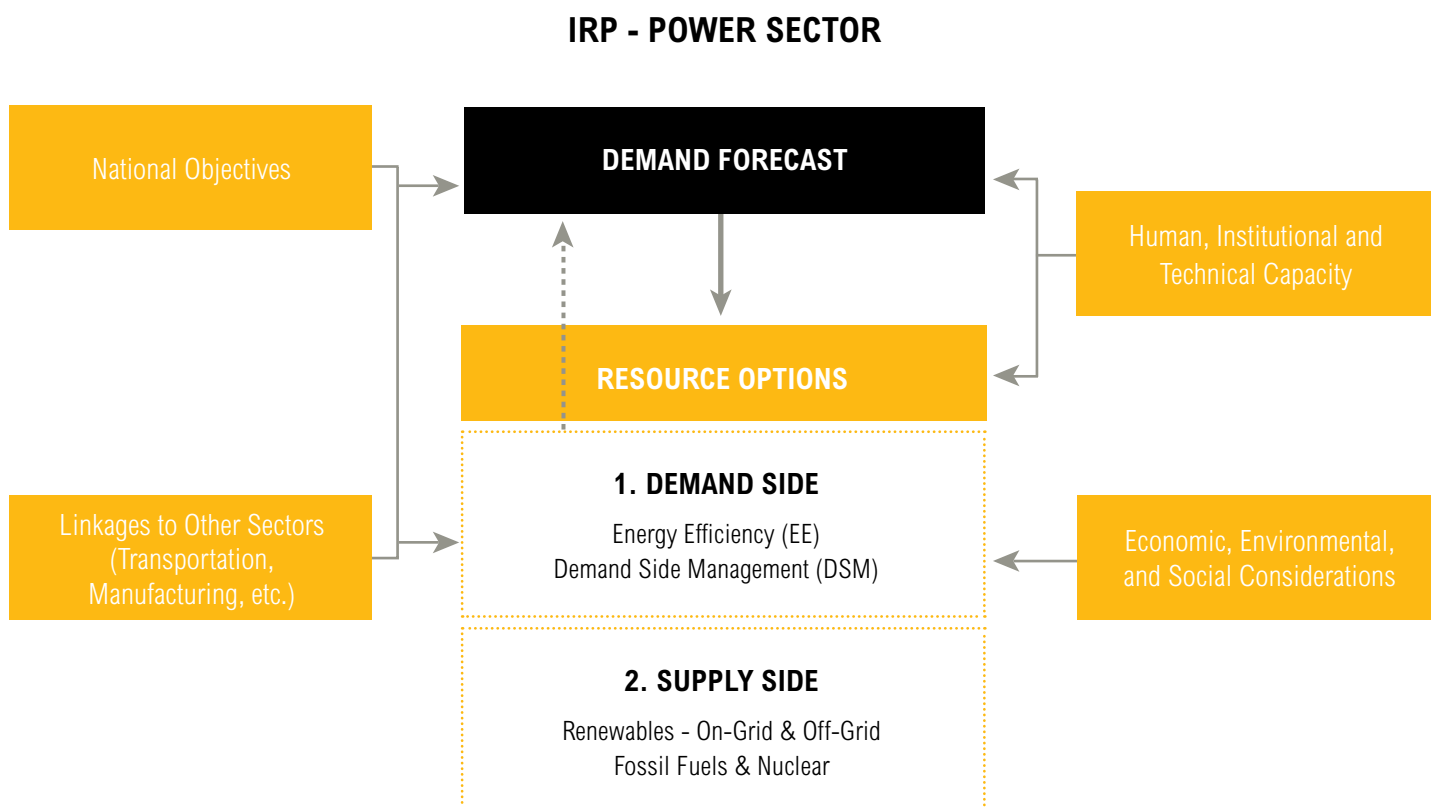 IRP - POWER SECTOR
National Objectives
DEMAND FORECAST
Human, Institutional and
Technical Capacity
RESOURCE OPTIONS
1. DEMAND SIDE
Energy Efficiency (EE)
Demand Side Management (DSM)
Linkages to Other Sectors
(Transportation,
Manufacturing, etc.)
Economic, Environmental,
and Social Considerations
2. SUPPLY SIDE
Renewables - On-Grid & Off-Grid
Fossil Fuels & Nuclear